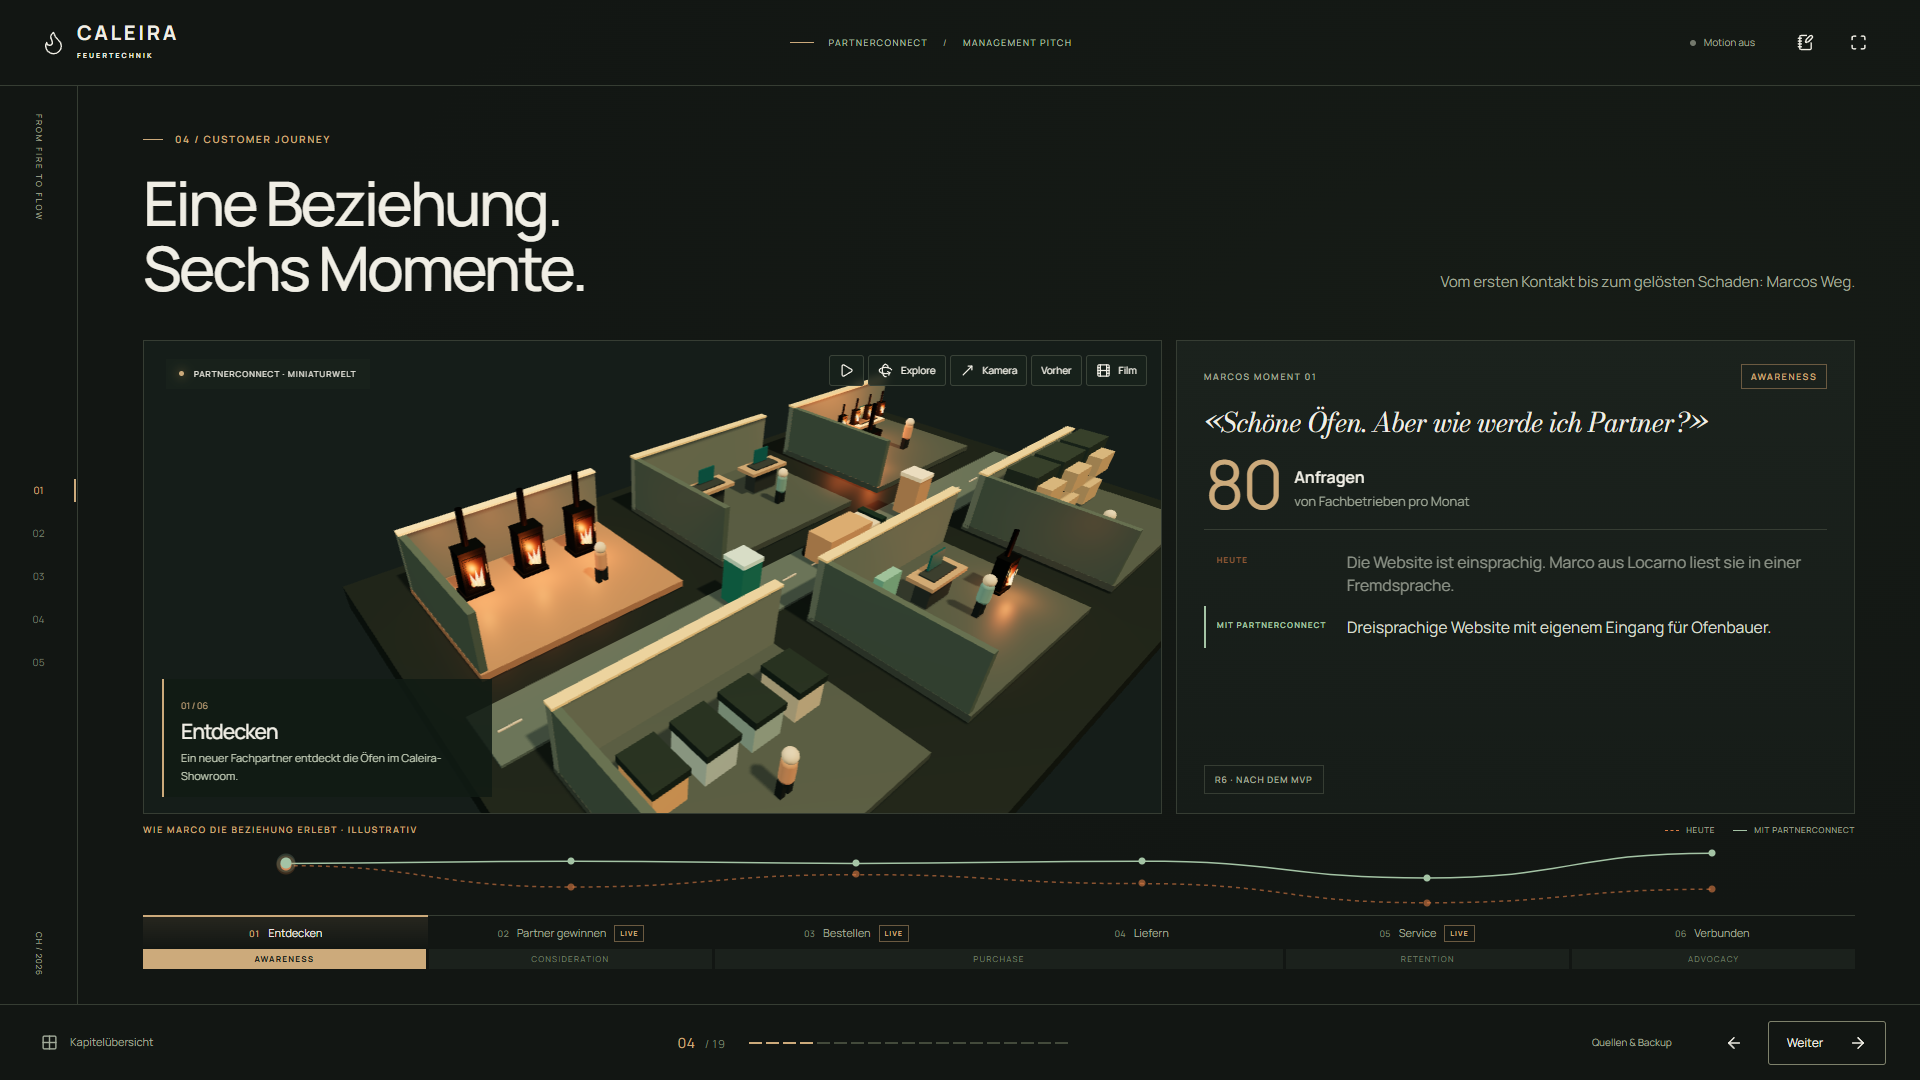 CALEIRA
FEUERTECHNIK
PARTNERCONNECT / MANAGEMENT PITCH
Motion aus
FROM FIRE TO FLOW
04 / CUSTOMER JOURNEY
Eine Beziehung.
Sechs Momente.
Vom ersten Kontakt bis zum gelösten Schaden: Marcos Weg.
PARTNERCONNECT · MINIATURWELT
Explore
Kamera
Vorher
Film
MARCOS MOMENT 01
AWARENESS
«Schöne Öfen. Aber wie werde ich Partner?»
80
Anfragen
von Fachbetrieben pro Monat
HEUTE
Die Website ist einsprachig. Marco aus Locarno liest sie in einer
Fremdsprache.
MIT PARTNERCONNECT
Dreisprachige Website mit eigenem Eingang für Ofenbauer.
R6 · NACH DEM MVP
01
02
03
04
05
01 / 06
Entdecken
Ein neuer Fachpartner entdeckt die Öfen im Caleira-
Showroom.
WIE MARCO DIE BEZIEHUNG ERLEBT · ILLUSTRATIV
HEUTE
MIT PARTNERCONNECT
01 Entdecken
02 Partner gewinnen LIVE
03 Bestellen LIVE
04 Liefern
05 Service LIVE
06 Verbunden
AWARENESS
CONSIDERATION
PURCHASE
RETENTION
ADVOCACY
CH / 2026
Kapitelübersicht
04 / 19
Quellen & Backup
Weiter